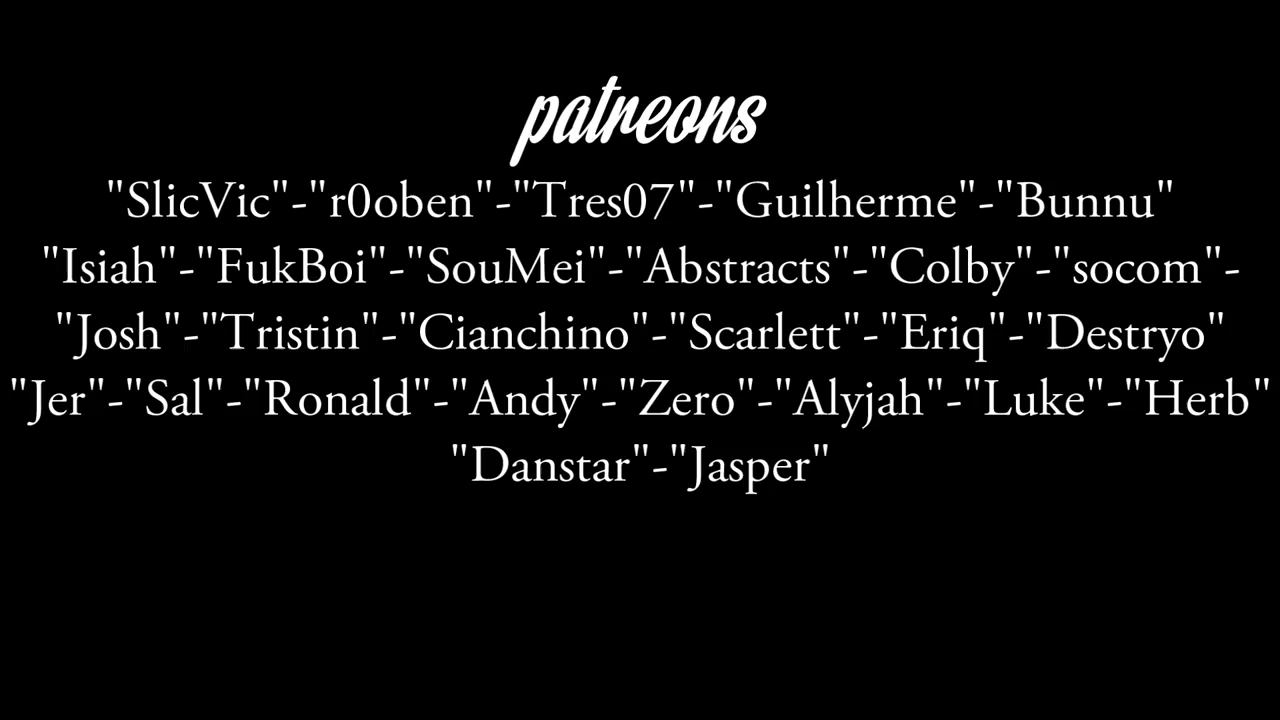 patreons
"SlicVic"-"r0oben"-"Tres07"-"Guilherme"-"Bunnu"
"Isiah"-"FukBoi"-"SouMei"-"Abstracts"-"Colby"-"socom"-
"Josh"-"Tristin"-"Cianchino"-"Scarlett"-"Eriq"-"Destryo"
"Jer"-"Sal"-"Ronald"-"Andy"-"Zero"-"Alyjah"-"Luke"-"Herb"
"Danstar"-"Jasper"